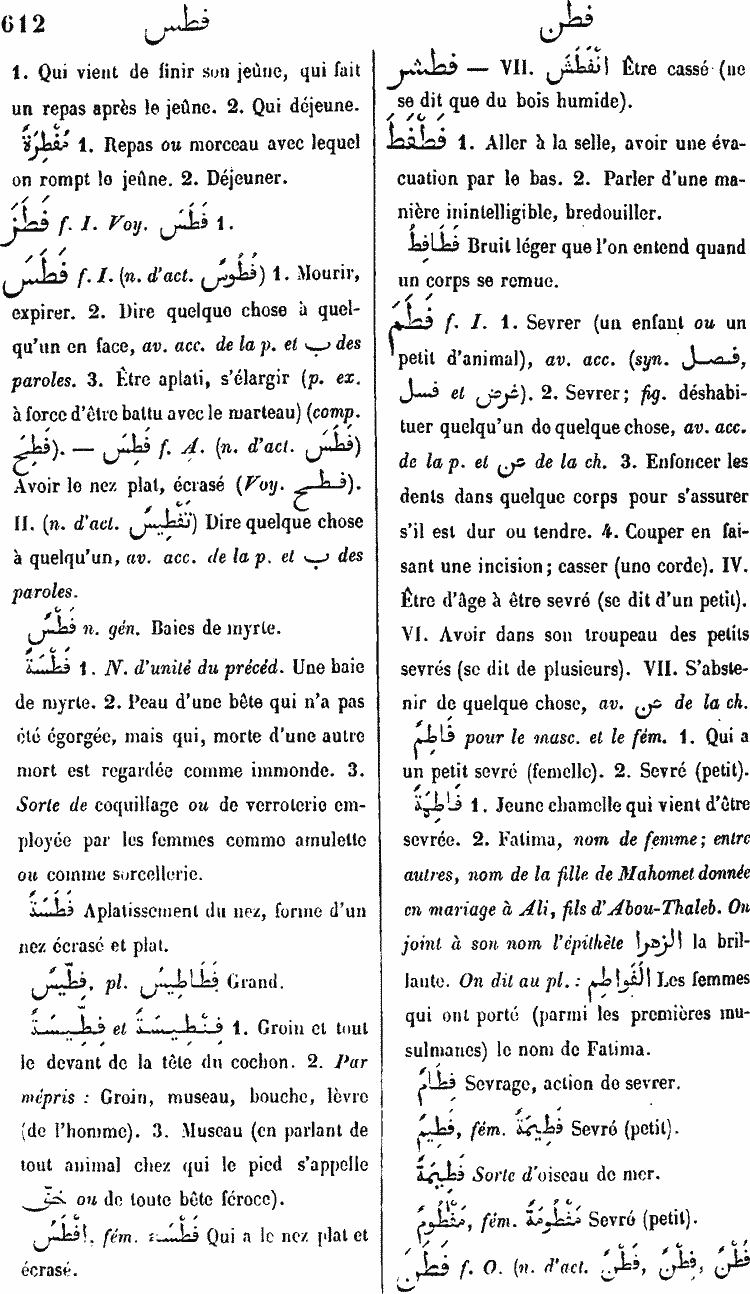 612 فطس فطن
1. Qui vient de finir son jeûne, qui fait
un repas après le jeûne. 2. Qui déjeune.
مُفْطِرَةٌ 1. Repas ou morceau avec lequel
on rompt le jeûne. 2. Déjeuner.
فَطَزَ f. I. Voy. فَطَسَ 1.
فَطَسَ f. I. (n. d'act. فُطُوسٌ) 1. Mourir,
expirer. 2. Dire quelque chose à quel-
qu'un en face, av. acc. de la p. et ب des
paroles. 3. Être aplati, s'élargir (p. ex.
à force d'être battu avec le marteau) (comp.
فَطَحَ). — فَطِسَ f. A. (n. d'act. فَطَسٌ)
Avoir le nez plat, écrasé (Voy. فطح).
II. (n. d'act. تَفْطِيسٌ) Dire quelque chose
à quelqu'un, av. acc. de la p. et ب des
paroles.
فَطْسٌ n. gén. Baies de myrte.
فَطْسَةٌ 1. N. d'unité du précéd. Une baie
de myrte. 2. Peau d'une bête qui n'a pas
été égorgée, mais qui, morte d'une autre
mort est regardée comme immonde. 3.
Sorte de coquillage ou de verroterie em-
ployée par les femmes comme amulette
ou comme sorcellerie.
فَطَسَةٌ Aplatissement du nez, forme d'un
nez écrasé et plat.
فِطِّيسٌ, pl. فَطَاطِيسُ Grand.
فِطِّيسَةٌ et فِنْطِيسَةٌ 1. Groin et tout
le devant de la tête du cochon. 2. Par
mépris : Groin, museau, bouche, lèvre
(de l'homme). 3. Museau (en parlant de
tout animal chez qui le pied s'appelle
خفّ ou de toute bête féroce).
أَفْطَسُ, fém. فَطْسَاءُ Qui a le nez plat et
écrasé.
فطشر — VII. انْفَطَشَ Être cassé (ne
se dit que du bois humide).
فَطْفَطَ 1. Aller à la selle, avoir une éva-
cuation par le bas. 2. Parler d'une ma-
nière inintelligible, bredouiller.
فَطَافِطُ Bruit léger que l'on entend quand
un corps se remue.
فَطَمَ f. I. 1. Sevrer (un enfant ou un
petit d'animal), av. acc. (syn. فصل,
فسل et غرض). 2. Sevrer; fig. déshabi-
tuer quelqu'un de quelque chose, av. acc.
de la p. et عن de la ch. 3. Enfoncer les
dents dans quelque corps pour s'assurer
s'il est dur ou tendre. 4. Couper en fai-
sant une incision; casser (une corde). IV.
Être d'âge à être sevré (se dit d'un petit).
VI. Avoir dans son troupeau des petits
sevrés (se dit de plusieurs). VII. S'abste-
nir de quelque chose, av. عن de la ch.
فَاطِمٌ pour le masc. et le fém. 1. Qui a
un petit sevré (femelle). 2. Sevré (petit).
فَاطِمَةٌ 1. Jeune chamelle qui vient d'être
sevrée. 2. Fatima, nom de femme; entre
autres, nom de la fille de Mahomet donnée
en mariage à Ali, fils d'Abou-Thaleb. On
joint à son nom l'épithète الزهرا la bril-
lante. On dit au pl. : الْفَوَاطِمُ Les femmes
qui ont porté (parmi les premières mu-
sulmanes) le nom de Fatima.
فِطَامٌ Sevrage, action de sevrer.
فَطِيمٌ, fém. فَطِيمَةٌ Sevré (petit).
فَطِيمَةٌ Sorte d'oiseau de mer.
مَفْطُومٌ, fém. مَفْطُومَةٌ Sevré (petit).
فَطَنَ f. O. (n. d'act. فَطْنٌ, فِطْنٌ, فُطْنٌ